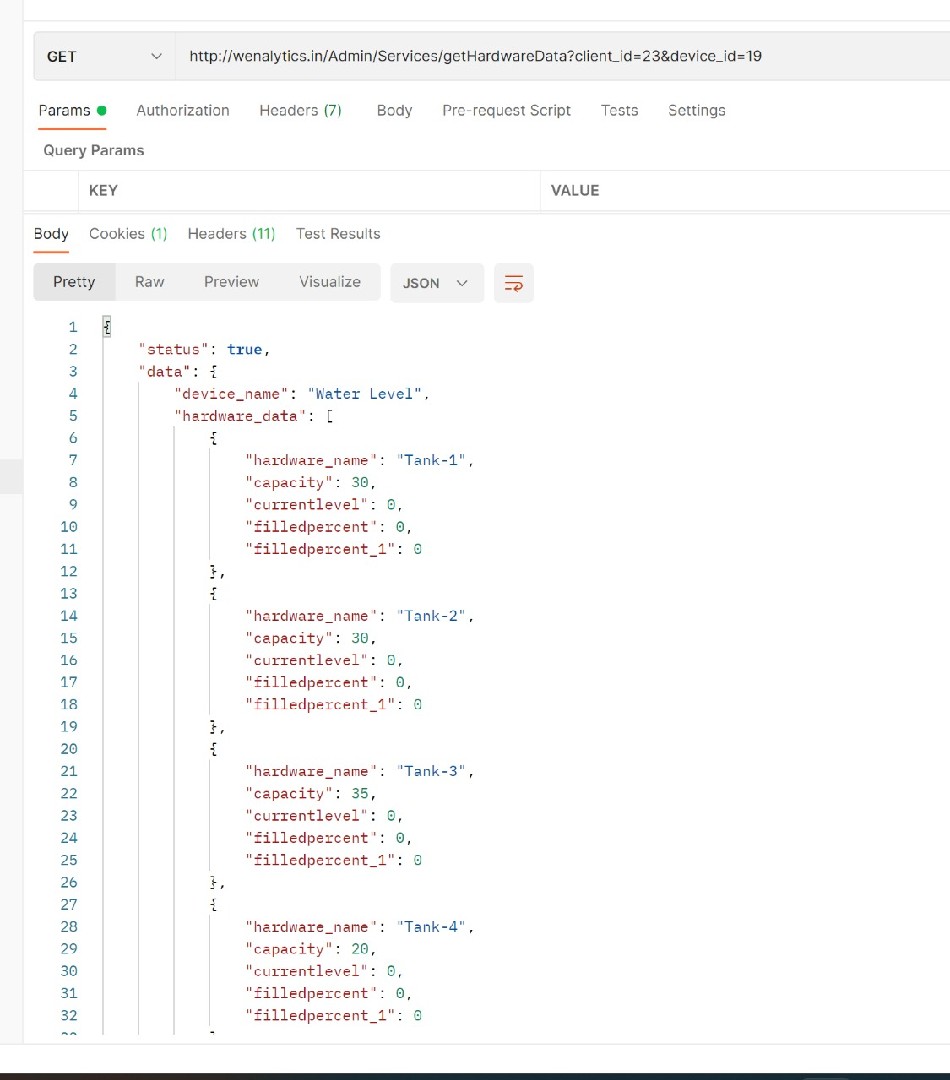 GET http://wenalytics.in/Admin/Services/getHardwareData?client_id=23&device_id=19
Params Authorization Headers (7) Body Pre-request Script Tests Settings
Query Params
KEY VALUE
Body Cookies (1) Headers (11) Test Results
Pretty Raw Preview Visualize JSON
1 {
2 "status": true,
3 "data": {
4 "device_name": "Water Level",
5 "hardware_data": [
6 {
7 "hardware_name": "Tank-1",
8 "capacity": 30,
9 "currentlevel": 0,
10 "filledpercent": 0,
11 "filledpercent_1": 0
12 },
13 {
14 "hardware_name": "Tank-2",
15 "capacity": 30,
16 "currentlevel": 0,
17 "filledpercent": 0,
18 "filledpercent_1": 0
19 },
20 {
21 "hardware_name": "Tank-3",
22 "capacity": 35,
23 "currentlevel": 0,
24 "filledpercent": 0,
25 "filledpercent_1": 0
26 },
27 {
28 "hardware_name": "Tank-4",
29 "capacity": 20,
30 "currentlevel": 0,
31 "filledpercent": 0,
32 "filledpercent_1": 0